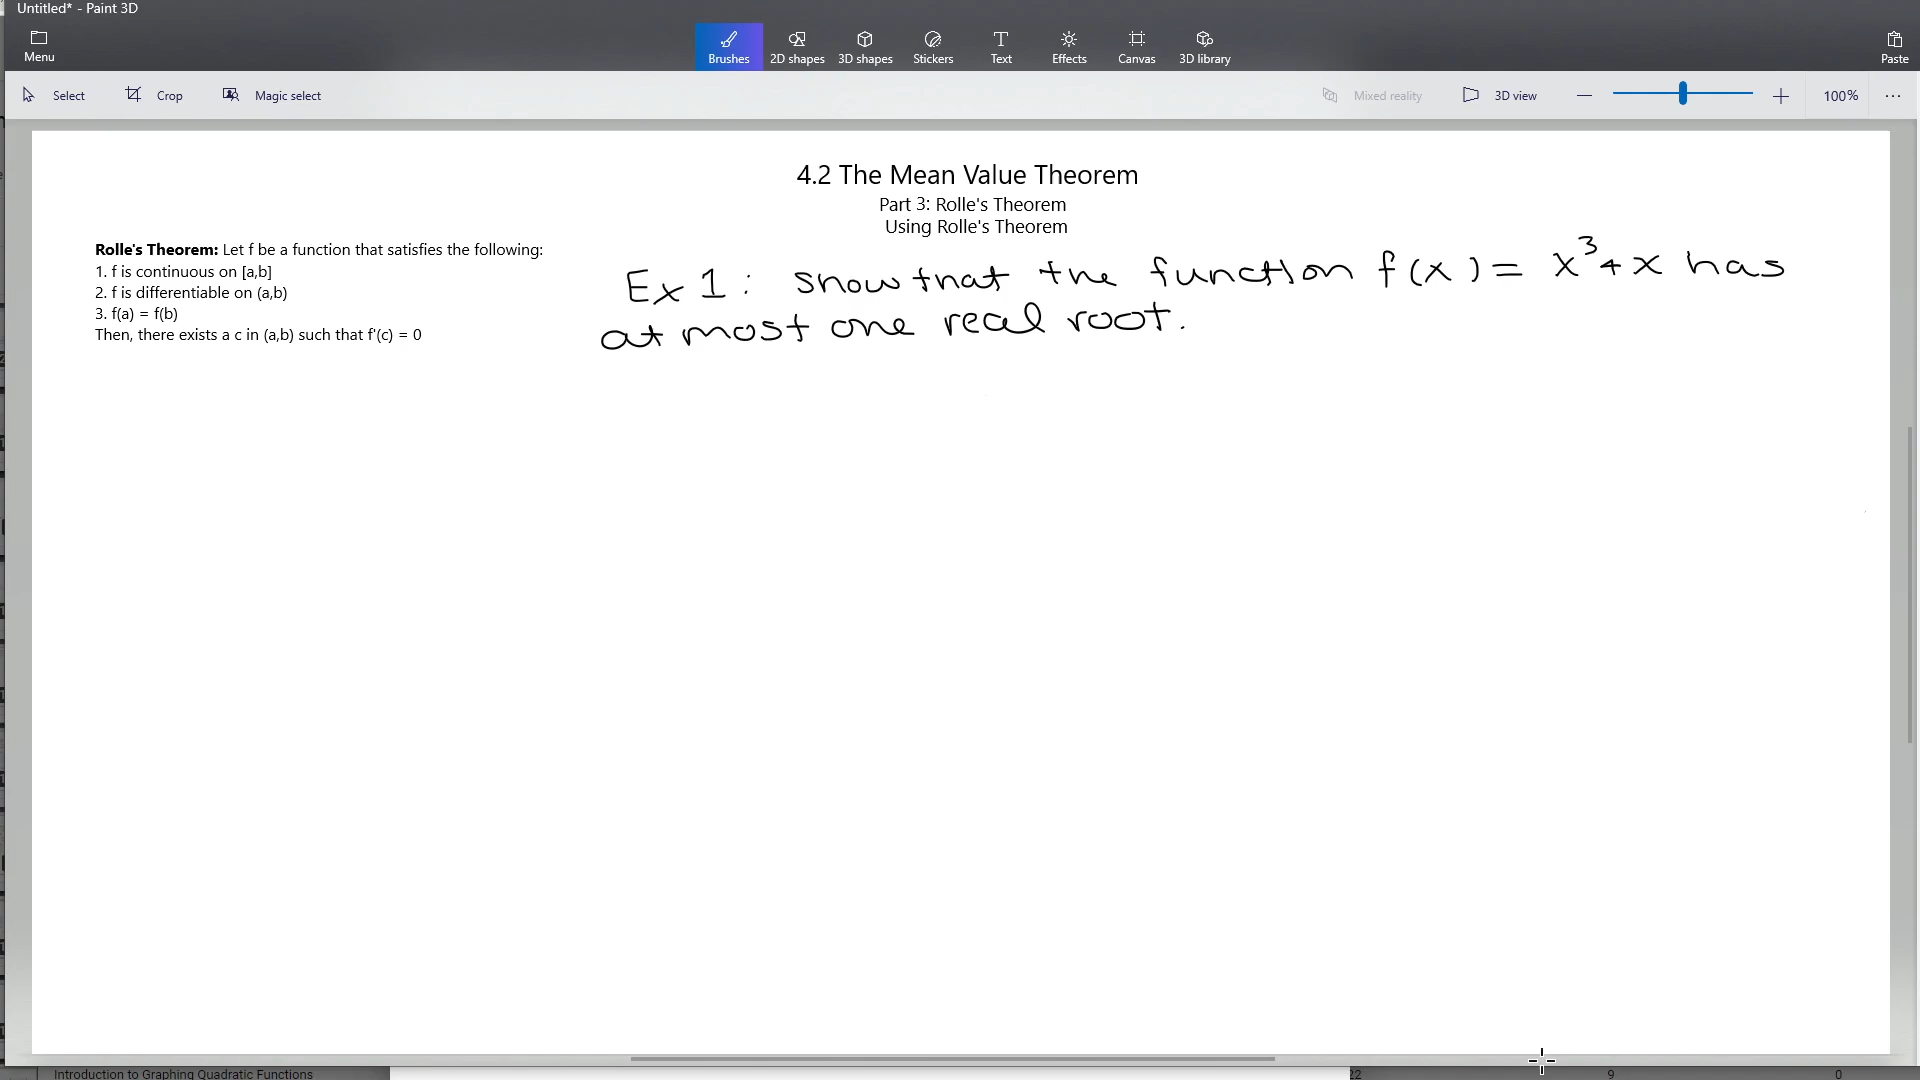 Untitled* - Paint 3D
Menu
Brushes
2D shapes
3D shapes
Stickers
Text
Effects
Canvas
3D library
Paste
Select
Crop
Magic select
Mixed reality
3D view
100%
4.2 The Mean Value Theorem
Part 3: Rolle's Theorem
Using Rolle's Theorem
Rolle's Theorem: Let f be a function that satisfies the following:
1. f is continuous on [a,b]
2. f is differentiable on (a,b)
3. f(a) = f(b)
Then, there exists a c in (a,b) such that f'(c) = 0
Ex 1: Show that the function f(x) = x³+x has
at most one real root.
Introduction to Graphing Quadratic Functions
22
9
0